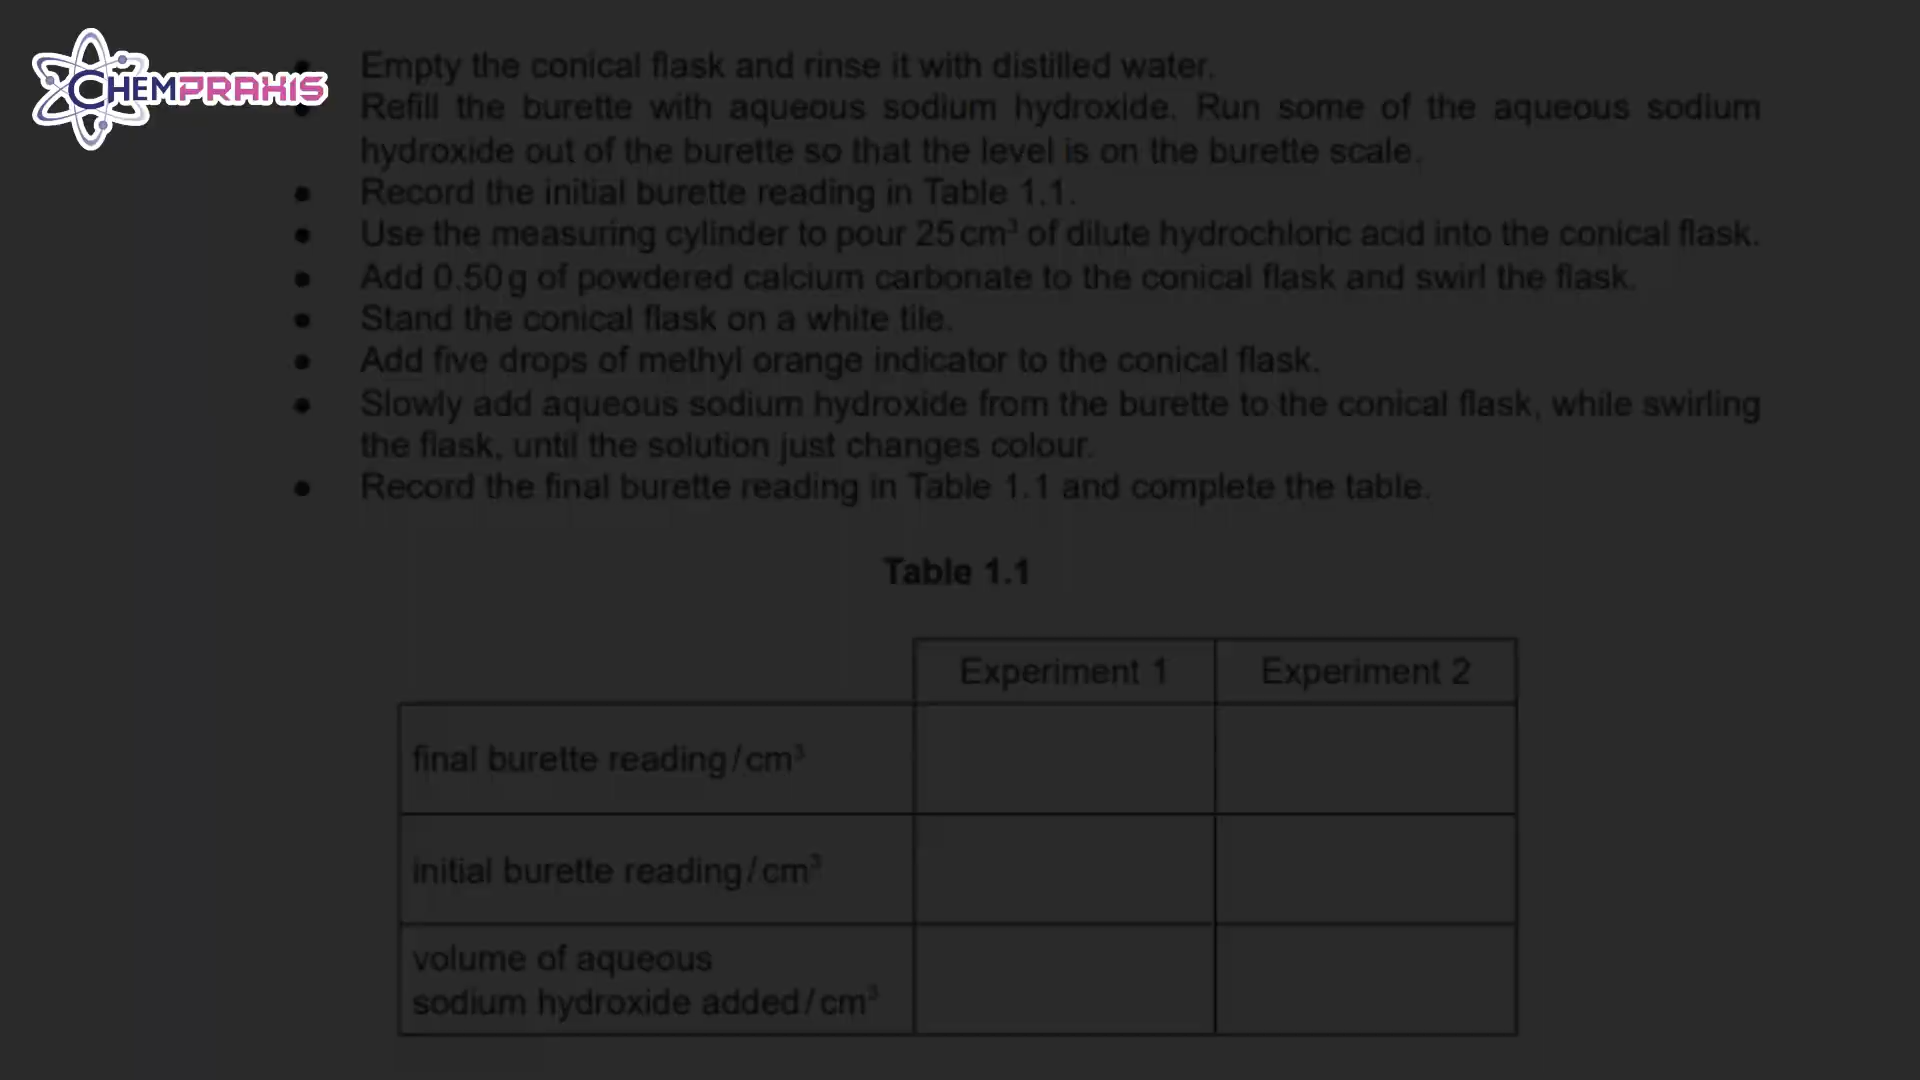 CHEMPRAXIS
• Empty the conical flask and rinse it with distilled water.
• Refill the burette with aqueous sodium hydroxide. Run some of the aqueous sodium
hydroxide out of the burette so that the level is on the burette scale.
• Record the initial burette reading in Table 1.1.
• Use the measuring cylinder to pour 25 cm³ of dilute hydrochloric acid into the conical flask.
• Add 0.50 g of powdered calcium carbonate to the conical flask and swirl the flask.
• Stand the conical flask on a white tile.
• Add five drops of methyl orange indicator to the conical flask.
• Slowly add aqueous sodium hydroxide from the burette to the conical flask, while swirling
the flask, until the solution just changes colour.
• Record the final burette reading in Table 1.1 and complete the table.
Table 1.1
Experiment 1 Experiment 2
final burette reading / cm³
initial burette reading / cm³
volume of aqueous
sodium hydroxide added / cm³